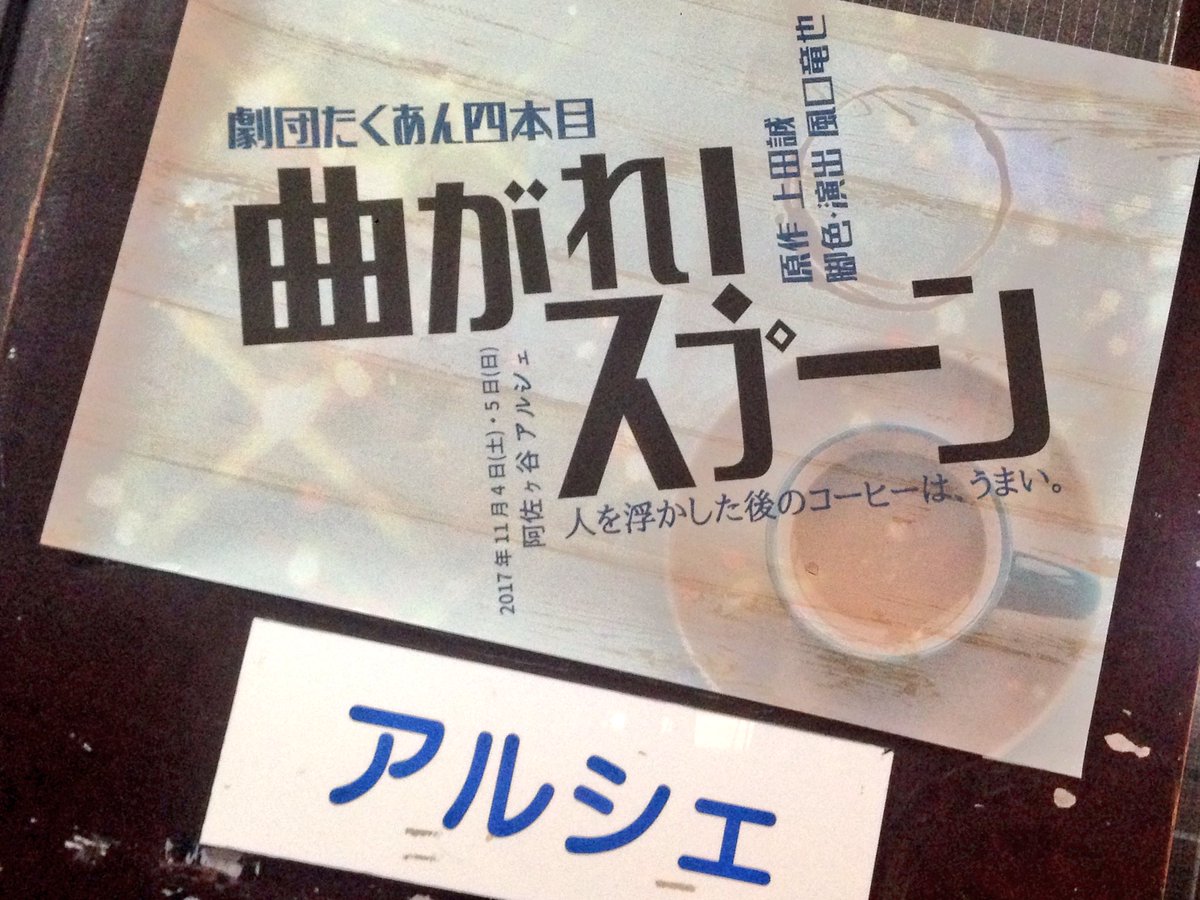 劇団たくあん四本目
曲がれ!
スプーン
原作 上田誠
脚色・演出 風口竜也
2017年11月4日(土)・5日(日)
阿佐ヶ谷アルシェ
人を浮かした後のコーヒーは、うまい。
アルシェ